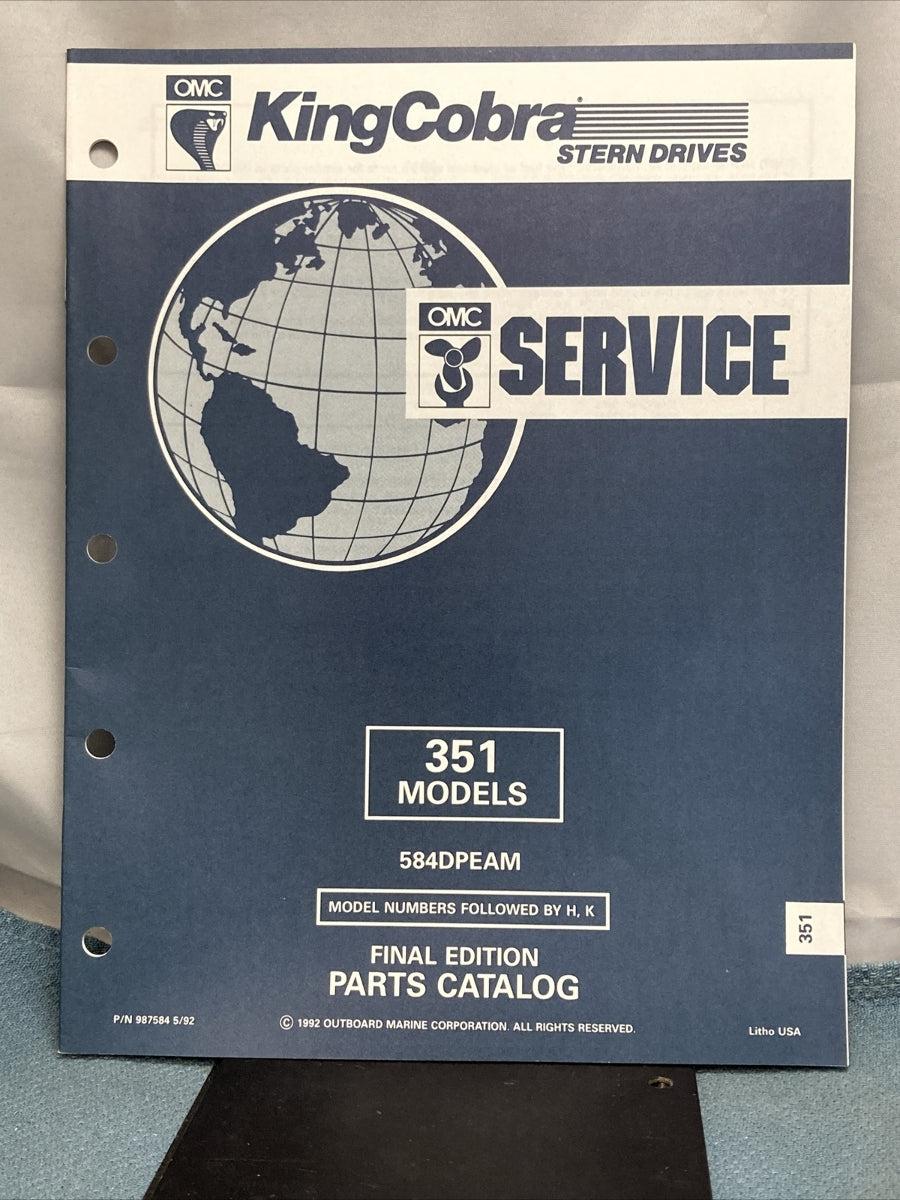 OMC
KingCobra
STERN DRIVES
OMC
SERVICE
351
MODELS
584DPEAM
MODEL NUMBERS FOLLOWED BY H, K
351
FINAL EDITION
PARTS CATALOG
P/N 987584 5/92
© 1992 OUTBOARD MARINE CORPORATION. ALL RIGHTS RESERVED.
Litho USA